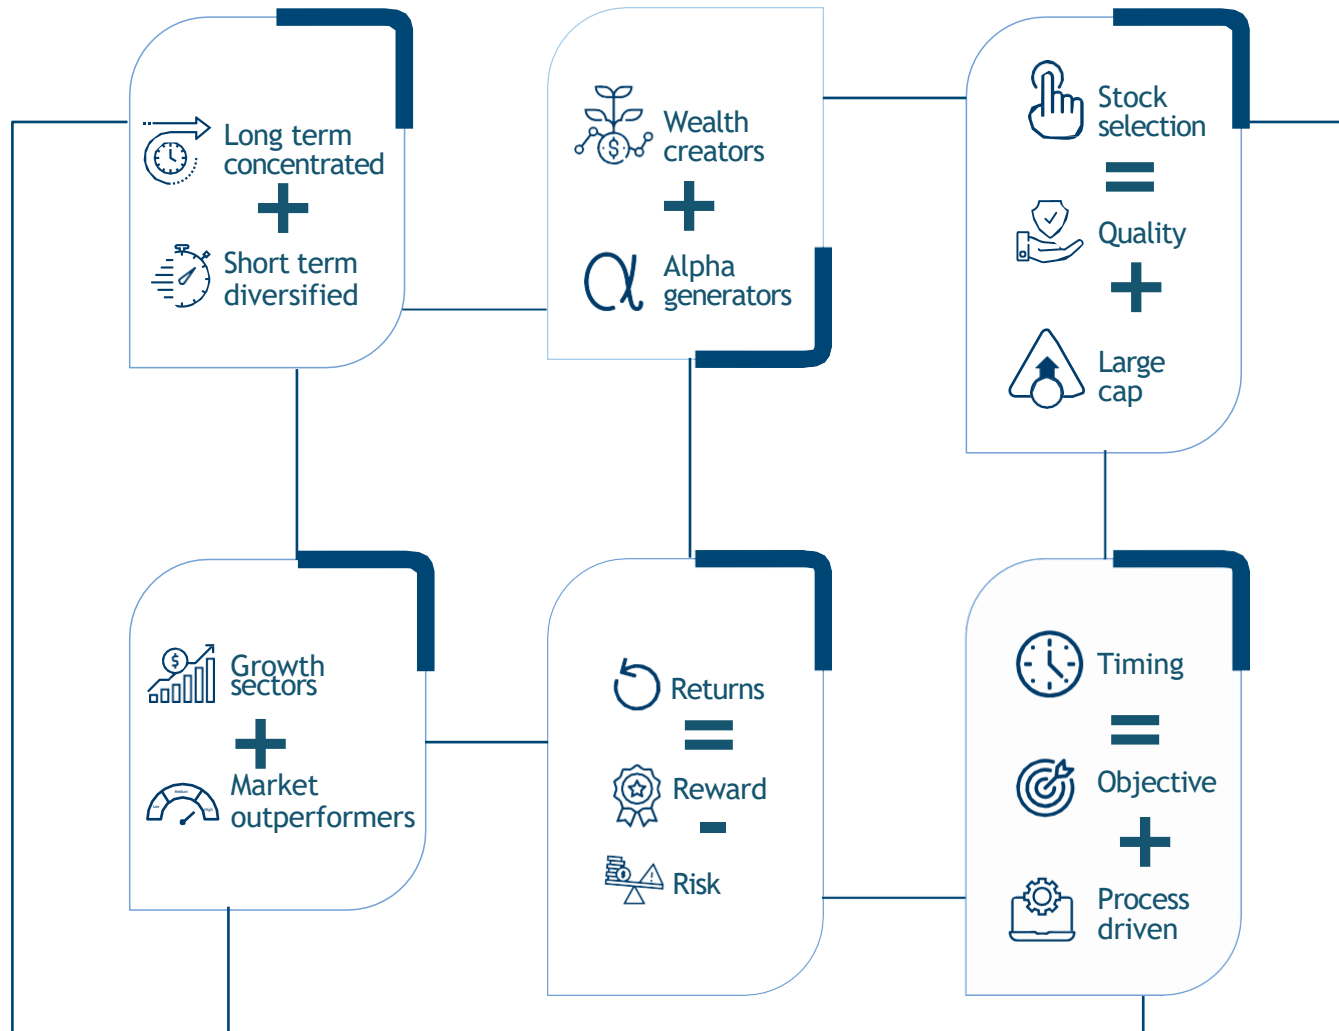 Long term
concentrated
+
Short term
diversified
Wealth
creators
+
Alpha
generators
Stock
selection
=
Quality
+
Large
cap
Growth
sectors
+
Market
outperformers
Returns
=
Reward
-
Risk
Timing
=
Objective
+
Process
driven